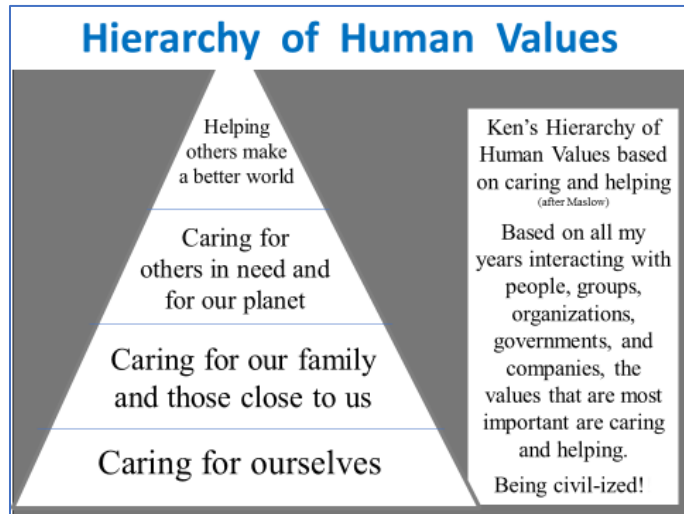 Hierarchy of Human Values
Helping
others make
a better world
Caring for
others in need and
for our planet
Caring for our family
and those close to us
Caring for ourselves
Ken's Hierarchy of
Human Values based
on caring and helping
(after Maslow)
Based on all my
years interacting with
people, groups,
organizations,
governments, and
companies, the
values that are most
important are caring
and helping.
Being civil-ized!